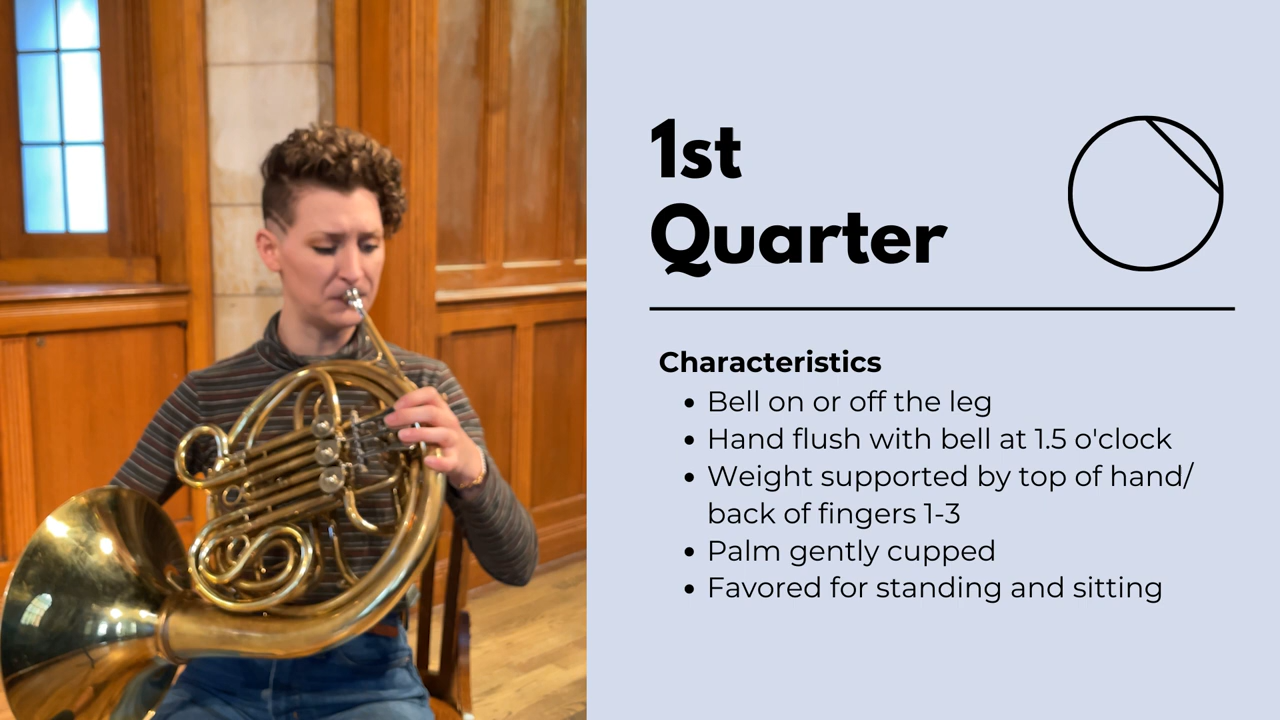 1st
Quarter
Characteristics
• Bell on or off the leg
• Hand flush with bell at 1.5 o'clock
• Weight supported by top of hand/
back of fingers 1-3
• Palm gently cupped
• Favored for standing and sitting